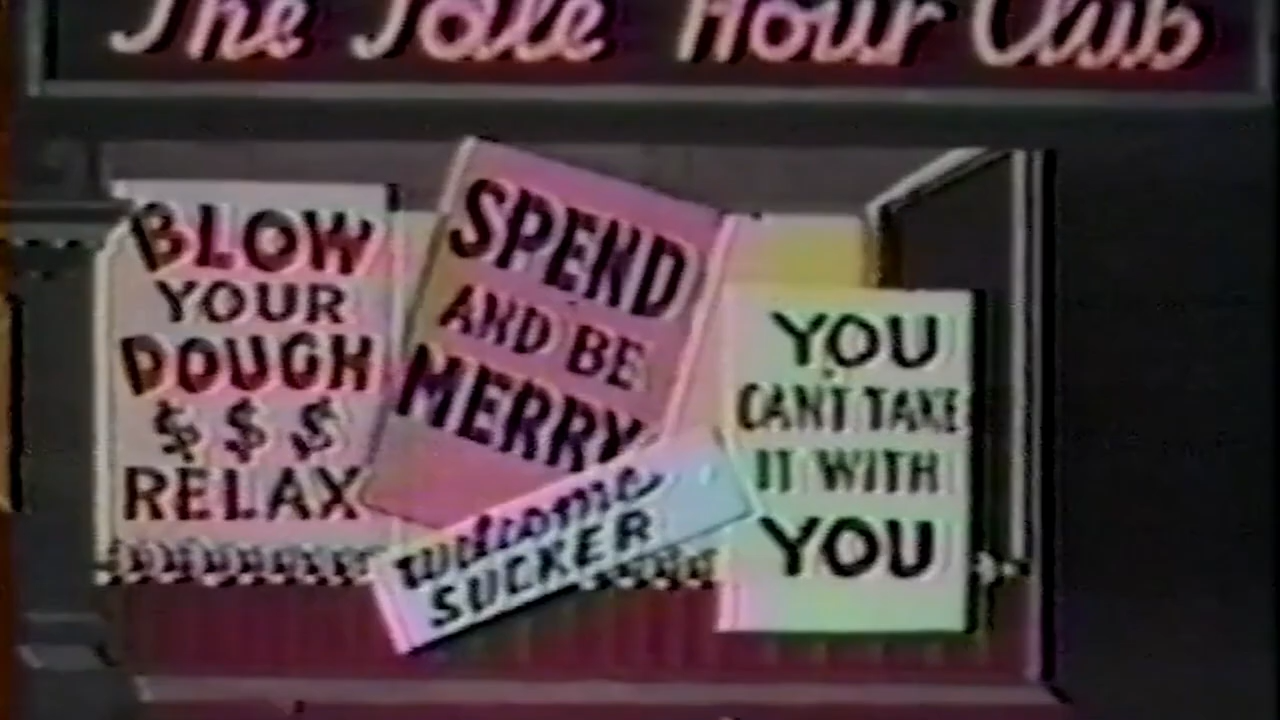 The Idle Hour Club
BLOW
YOUR
DOUGH
$ $ $
RELAX
SPEND
AND BE
MERRY
welcome
SUCKER
YOU
CAN'T TAKE
IT WITH
YOU